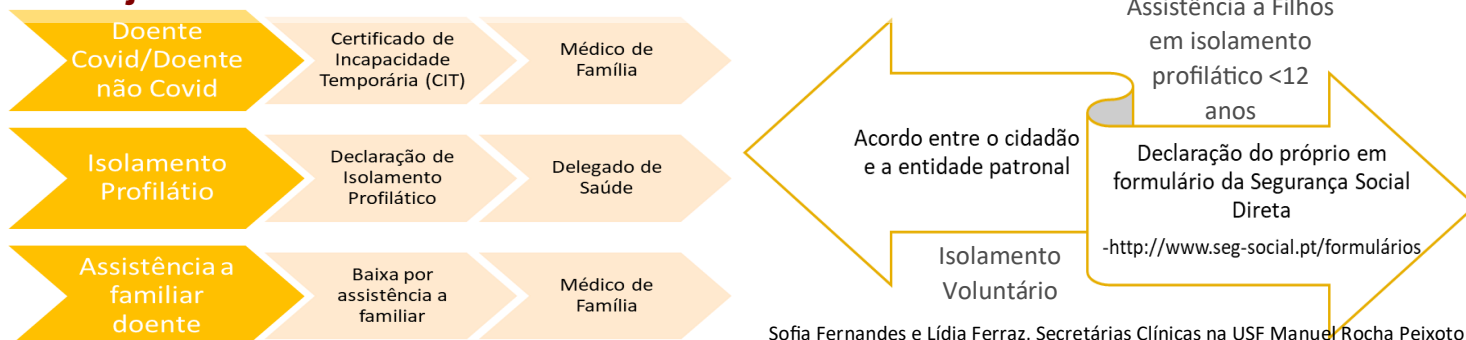 Doente
Covid/Doente
não Covid
Certificado de
Incapacidade
Temporária (CIT)
Médico de
Família
Isolamento
Profilátio
Declaração de
Isolamento
Profilático
Delegado de
Saúde
Assistência a
familiar
doente
Baixa por
assistência a
familiar
Médico de
Família
Acordo entre o cidadão
e a entidade patronal
Isolamento
Voluntário
Assistência a Filhos
em isolamento
profilático <12
anos
Declaração do próprio em
formulário da Segurança Social
Direta
-http://www.seg-social.pt/formulários
Sofia Fernandes e Lídia Ferraz. Secretárias Clínicas na USF Manuel Rocha Peixoto